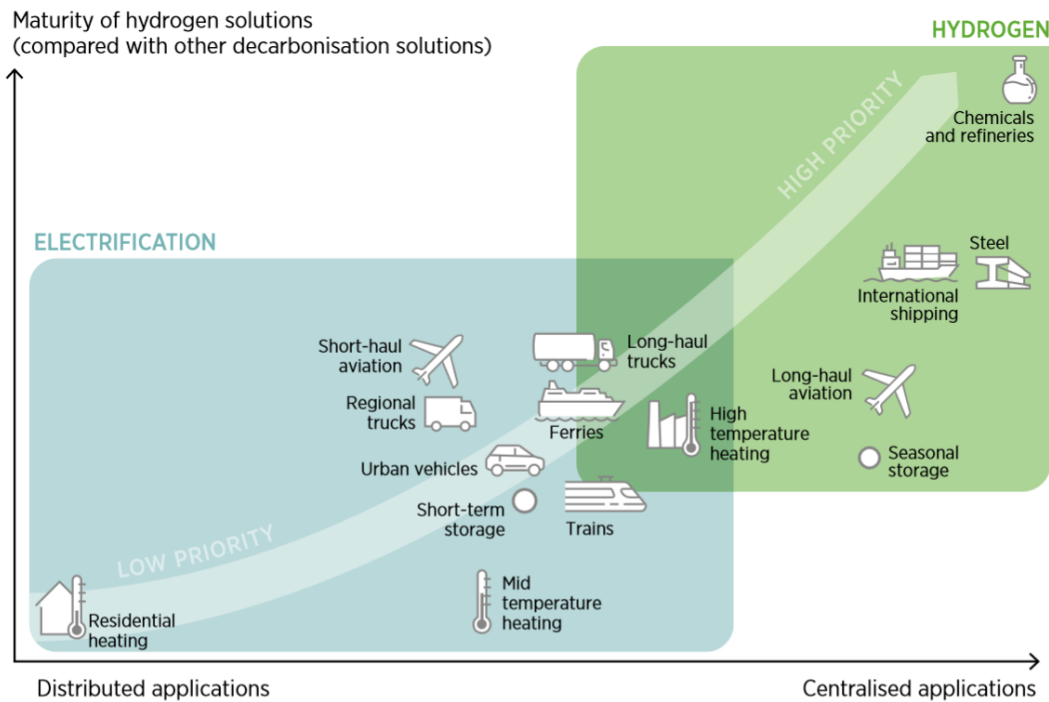 Maturity of hydrogen solutions
(compared with other decarbonisation solutions)
HYDROGEN
HIGH PRIORITY
Chemicals
and refineries
ELECTRIFICATION
Steel
International
shipping
Short-haul
aviation
Long-haul
trucks
Long-haul
aviation
Regional
trucks
Ferries
High
temperature
heating
Urban vehicles
Seasonal
storage
Short-term
storage
Trains
LOW PRIORITY
Mid
temperature
heating
Residential
heating
Distributed applications
Centralised applications